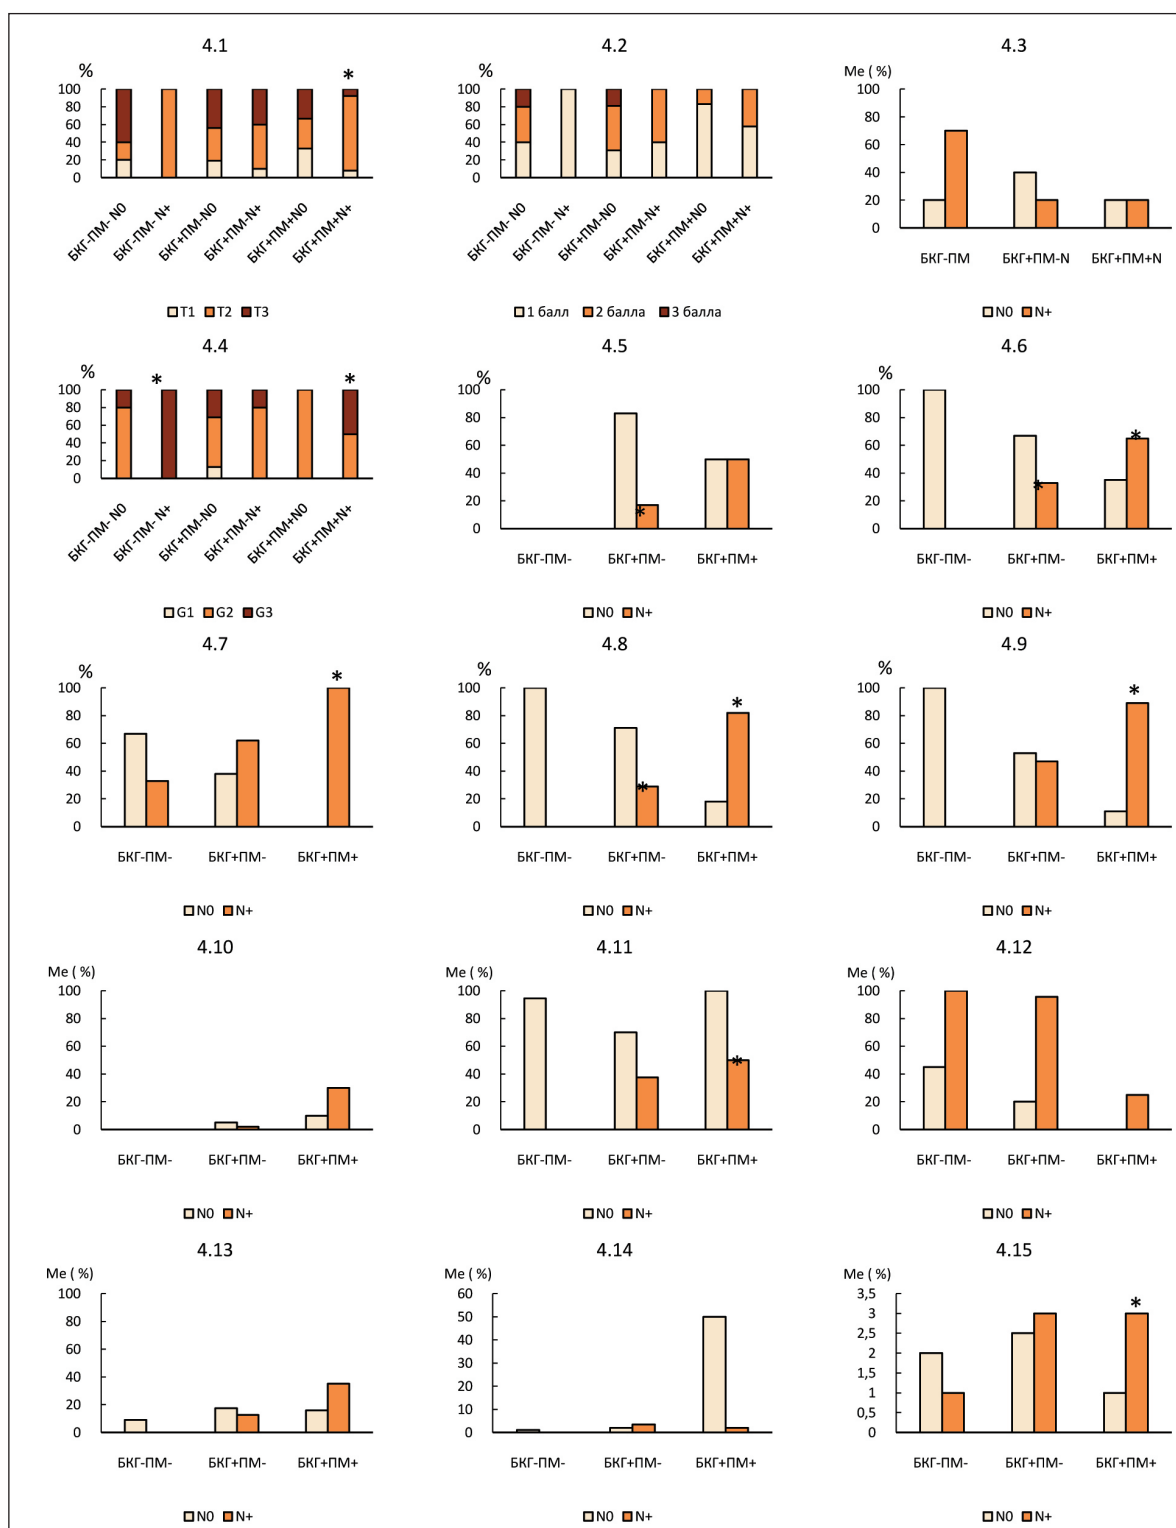 4.1
%
*
100
80
60
40
20
0
БКГ-ПМ- N0
БКГ-ПМ- N+
БКГ+ПМ-N0
БКГ+ПМ-N+
БКГ+ПМ+N0
БКГ+ПМ+N+
T1 T2 T3
4.2
100
80
60
40
20
0
БКГ-ПМ- N0
БКГ-ПМ- N+
БКГ+ПМ-N0
БКГ+ПМ-N+
БКГ+ПМ+N0
БКГ+ПМ+N+
1 балл 2 балла 3 балла
4.3
Me ( %)
100
80
60
40
20
0
БКГ-ПМ БКГ+ПМ-N БКГ+ПМ+N
N0 N+
4.4
%
* *
100
80
60
40
20
0
БКГ-ПМ- N0
БКГ-ПМ- N+
БКГ+ПМ-N0
БКГ+ПМ-N+
БКГ+ПМ+N0
БКГ+ПМ+N+
G1 G2 G3
4.5
%
100
80
60
40
20
0
*
БКГ-ПМ- БКГ+ПМ- БКГ+ПМ+
N0 N+
4.6
%
100
80
60
40
20
0
* *
БКГ-ПМ- БКГ+ПМ- БКГ+ПМ+
N0 N+
4.7
%
*
100
80
60
40
20
0
БКГ-ПМ- БКГ+ПМ- БКГ+ПМ+
N0 N+
4.8
%
100
80
60
40
20
0
* *
БКГ-ПМ- БКГ+ПМ- БКГ+ПМ+
N0 N+
4.9
%
100
80
60
40
20
0
*
БКГ-ПМ- БКГ+ПМ- БКГ+ПМ+
N0 N+
4.10
Me ( %)
100
80
60
40
20
0
БКГ-ПМ- БКГ+ПМ- БКГ+ПМ+
N0 N+
4.11
Me ( %)
100
80
60
40
20
0
*
БКГ-ПМ- БКГ+ПМ- БКГ+ПМ+
N0 N+
4.12
Me ( %)
100
80
60
40
20
0
БКГ-ПМ- БКГ+ПМ- БКГ+ПМ+
N0 N+
4.13
Me ( %)
100
80
60
40
20
0
БКГ-ПМ- БКГ+ПМ- БКГ+ПМ+
N0 N+
4.14
Me ( %)
60
50
40
30
20
10
0
БКГ-ПМ- БКГ+ПМ- БКГ+ПМ+
N0 N+
4.15
Me ( %)
*
3,5
3
2,5
2
1,5
1
0,5
0
БКГ-ПМ- БКГ+ПМ- БКГ+ПМ+
N0 N+